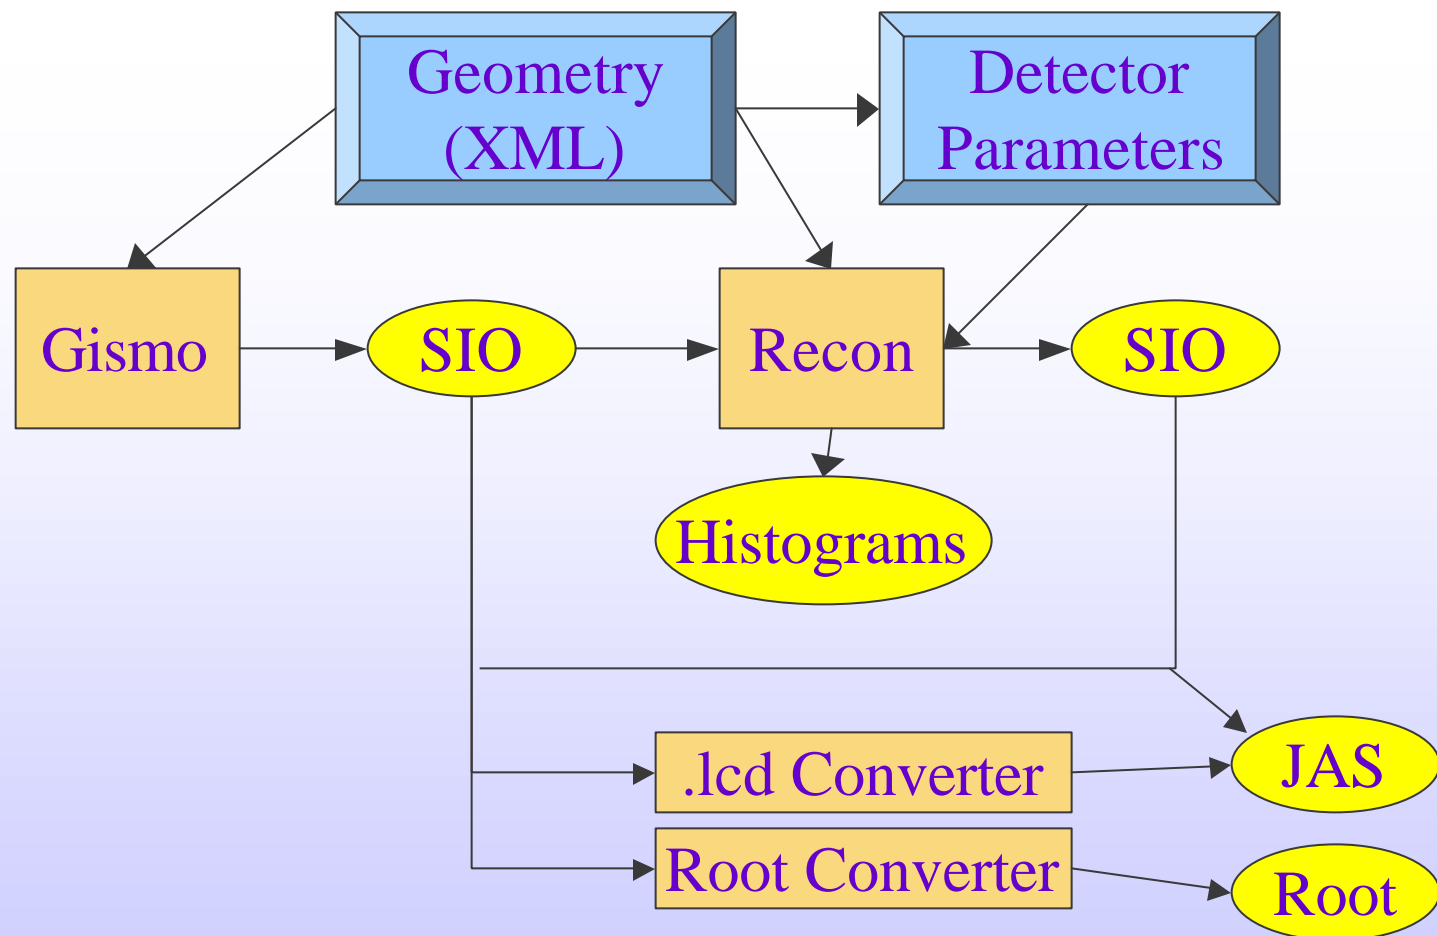 Geometry
(XML)
Detector
Parameters
Gismo
SIO
Recon
SIO
Histograms
.lcd Converter
JAS
Root Converter
Root